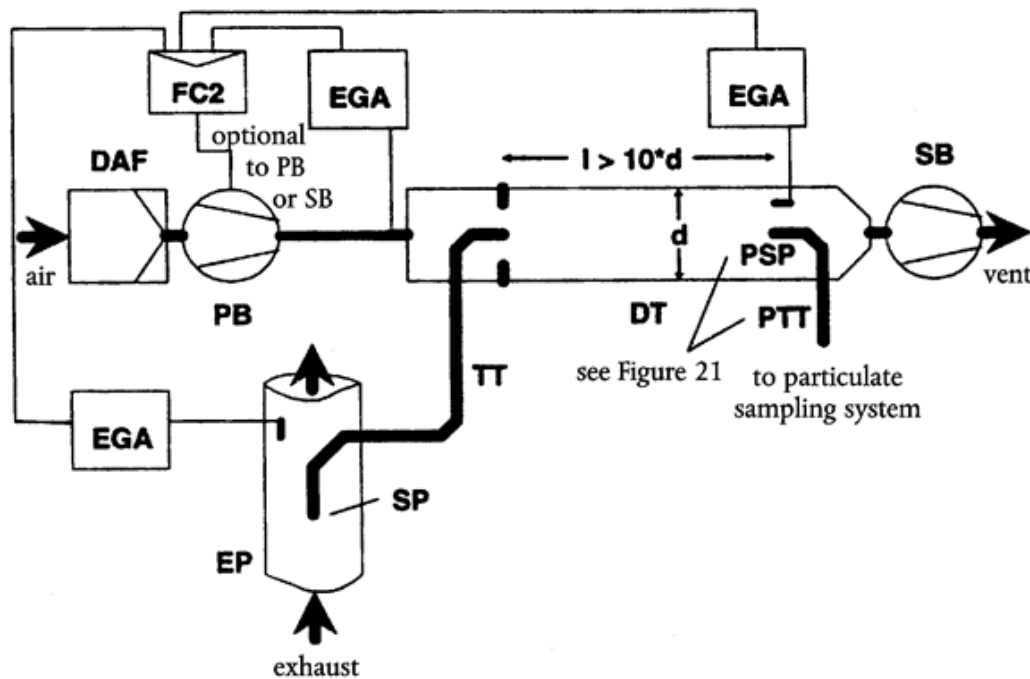 FC2
EGA
EGA
optional
to PB
or SB
l > 10*d
DAF
SB
air
PB
d
PSP
vent
DT
PTT
see Figure 21
to particulate
sampling system
TT
EGA
SP
EP
exhaust